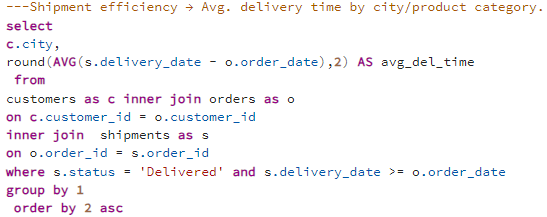 ---Shipment efficiency → Avg. delivery time by city/product category.
select
c.city,
round(AVG(s.delivery_date - o.order_date),2) AS avg_del_time
from
customers as c inner join orders as o
on c.customer_id = o.customer_id
inner join  shipments as s
on o.order_id = s.order_id
where s.status = 'Delivered' and s.delivery_date >= o.order_date
group by 1
order by 2 asc